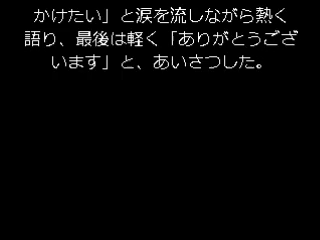 かけたい」と涙を流しながら熱く
語り、最後は軽く「ありがとうござ
います」と、あいさつした。